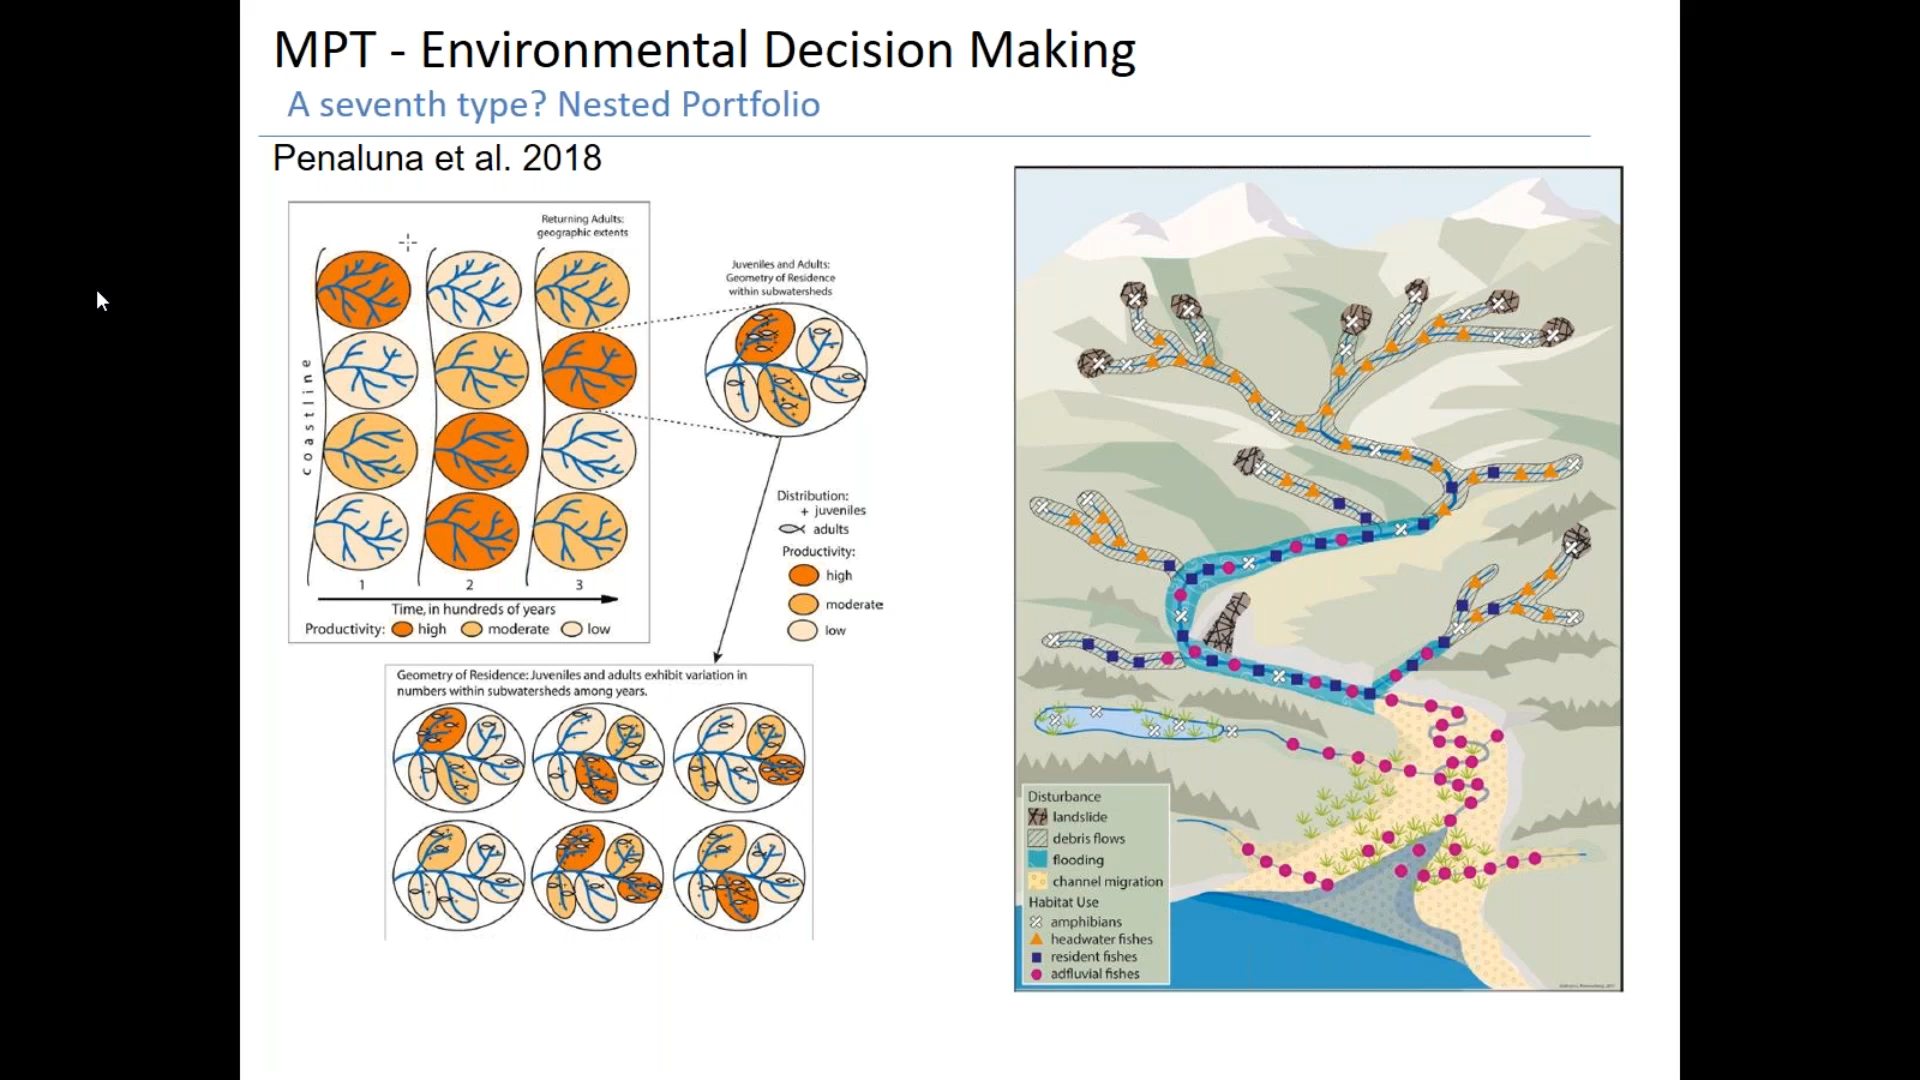 MPT - Environmental Decision Making
A seventh type? Nested Portfolio
Penaluna et al. 2018
Returning Adults:
geographic extents
coastline
1 2 3
Time, in hundreds of years
Productivity: high moderate low
Juveniles and Adults:
Geometry of Residence
within subwatersheds
Distribution:
+ juveniles
adults
Productivity:
high
moderate
low
Geometry of Residence: Juveniles and adults exhibit variation in
numbers within subwatersheds among years.
Disturbance
landslide
debris flows
flooding
channel migration
Habitat Use
amphibians
headwater fishes
resident fishes
adfluvial fishes